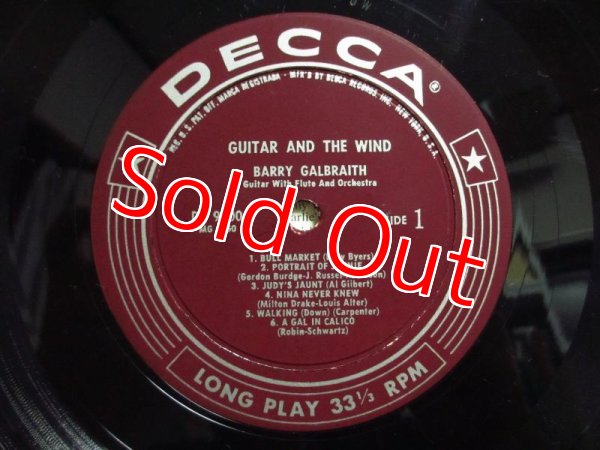 DECCA®
REG. U.S. PAT. OFF. MARCA REGISTRADA - MFR'D BY DECCA RECORDS, INC., NEW YORK, U.S.A.
GUITAR AND THE WIND
BARRY GALBRAITH
Guitar With Flute And Orchestra
SIDE 1
MG
1. BULL MARKET (Byers)
2. PORTRAIT OF
(Gordon Burdge-J. Russel
3. JUDY'S JAUNT (Al Gilbert)
4. NINA NEVER KNEW
(Milton Drake-Louis Alter)
5. WALKING (Down) (Carpenter)
6. A GAL IN CALICO
(Robin-Schwartz)
LONG PLAY 33⅓ RPM
Sold Out